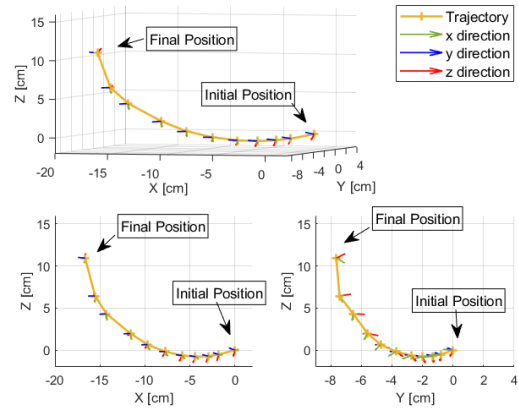 Final Position
Initial Position
Trajectory
x direction
y direction
z direction
15
10
5
0
Z [cm]
-20
-15
-10
-5
0
X [cm]
-8
-4
0
4
Y [cm]
Final Position
Initial Position
15
10
5
0
Z [cm]
-20
-15
-10
-5
0
X [cm]
Final Position
Initial Position
15
10
5
0
Z [cm]
-8
-6
-4
-2
0
2
4
Y [cm]